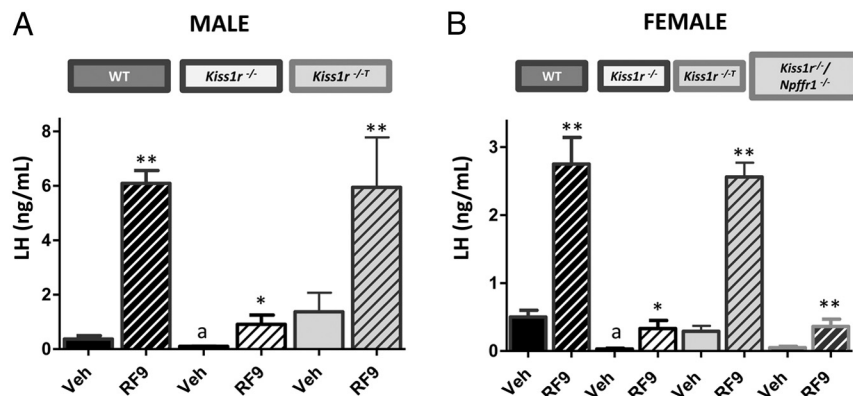 A
MALE
WT
Kiss1r -/-
Kiss1r -/-T
LH (ng/mL)
8
6
4
2
0
**
a
*
**
Veh
RF9
Veh
RF9
Veh
RF9
B
FEMALE
WT
Kiss1r -/-
Kiss1r -/-T
Kiss1r-/-/
Npffr1 -/-
LH (ng/mL)
3
2
1
0
**
a
*
**
**
Veh
RF9
Veh
RF9
Veh
RF9
Veh
RF9